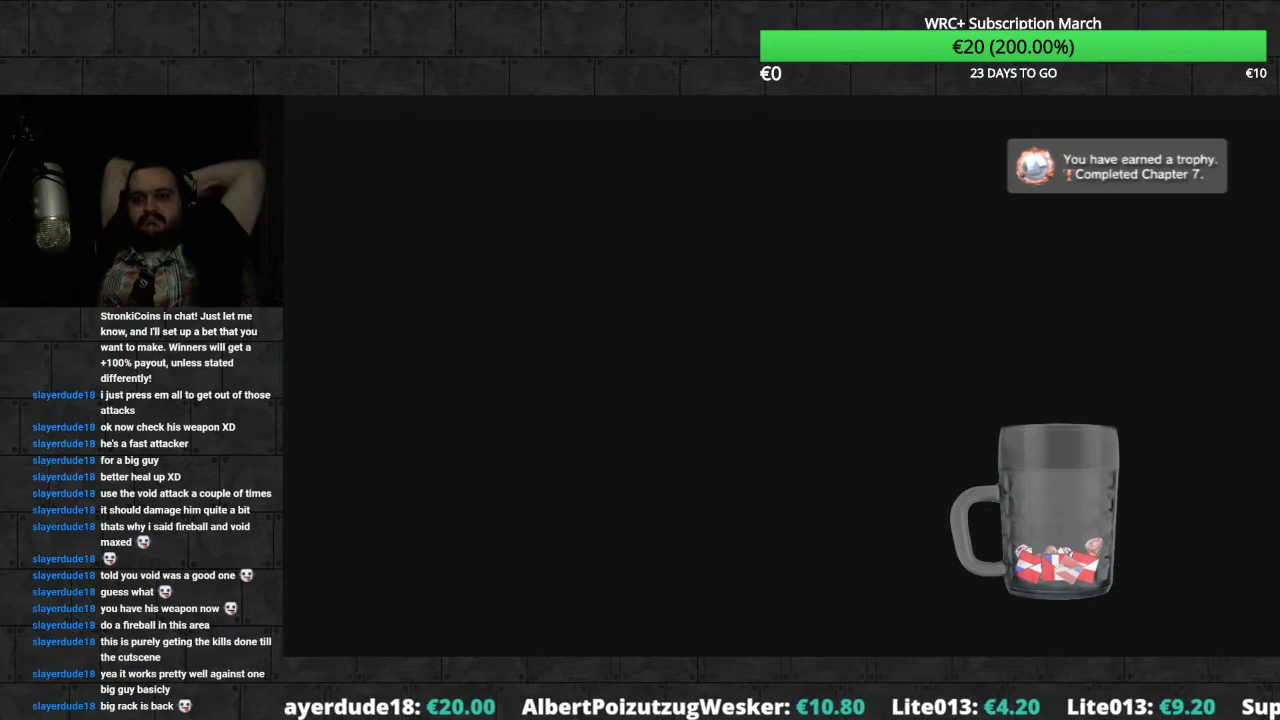 WRC+ Subscription March
€20 (200.00%)
€0
23 DAYS TO GO
€10
You have earned a trophy.
Completed Chapter 7.
StronkiCoins in chat! Just let me
know, and I'll set up a bet that you
want to make. Winners will get a
+100% payout, unless stated
differently!
slayerdude18 i just press em all to get out of those
attacks
slayerdude18 ok now check his weapon XD
slayerdude18 he's a fast attacker
slayerdude18 for a big guy
slayerdude18 better heal up XD
slayerdude18 use the void attack a couple of times
slayerdude18 it should damage him quite a bit
slayerdude18 thats why i said fireball and void
maxed
slayerdude18
slayerdude18 told you void was a good one
slayerdude18 guess what
slayerdude18 you have his weapon now
slayerdude18 do a fireball in this area
slayerdude18 this is purely geting the kills done till
the cutscene
slayerdude18 yea it works pretty well against one
big guy basicly
slayerdude18 big rack is back
ayerdude18: €20.00 AlbertPoizutzugWesker: €10.80 Lite013: €4.20 Lite013: €9.20 Sup